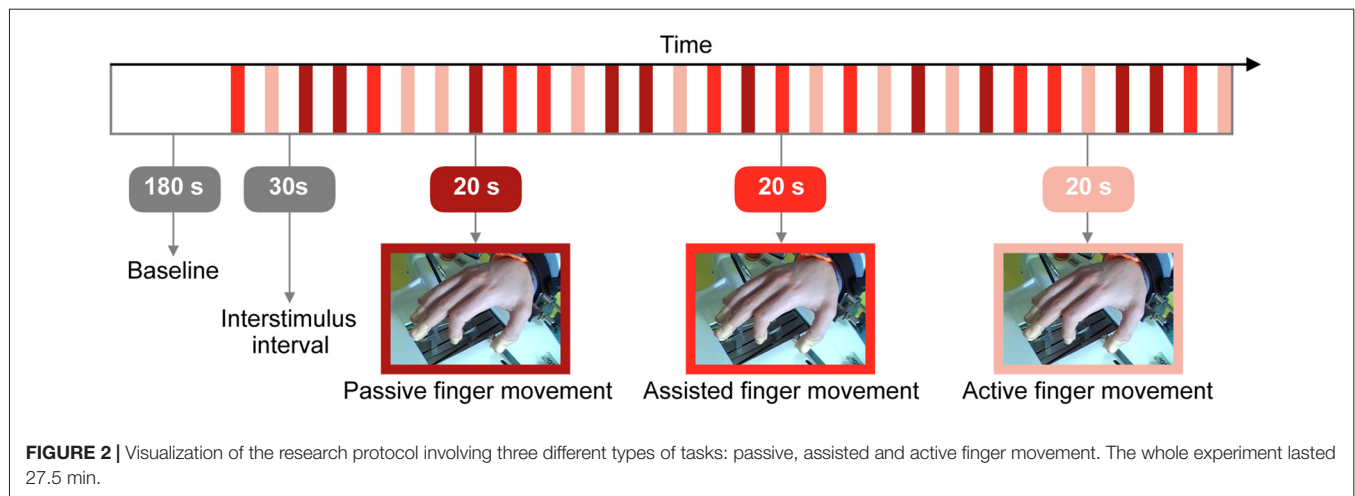 Time
180 s
30s
20 s
20 s
20 s
Baseline
Interstimulus
interval
Passive finger movement
Assisted finger movement
Active finger movement
FIGURE 2 | Visualization of the research protocol involving three different types of tasks: passive, assisted and active finger movement. The whole experiment lasted
27.5 min.